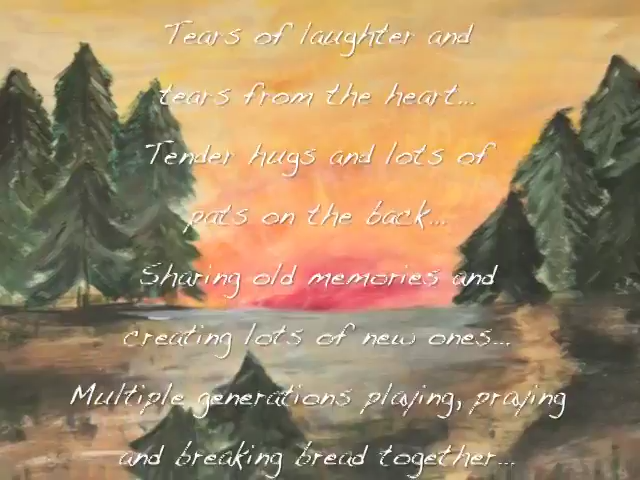 Tears of laughter and
tears from the heart...
Tender hugs and lots of
pats on the back...
Sharing old memories and
creating lots of new ones...
Multiple generations playing, praying
and breaking bread together...